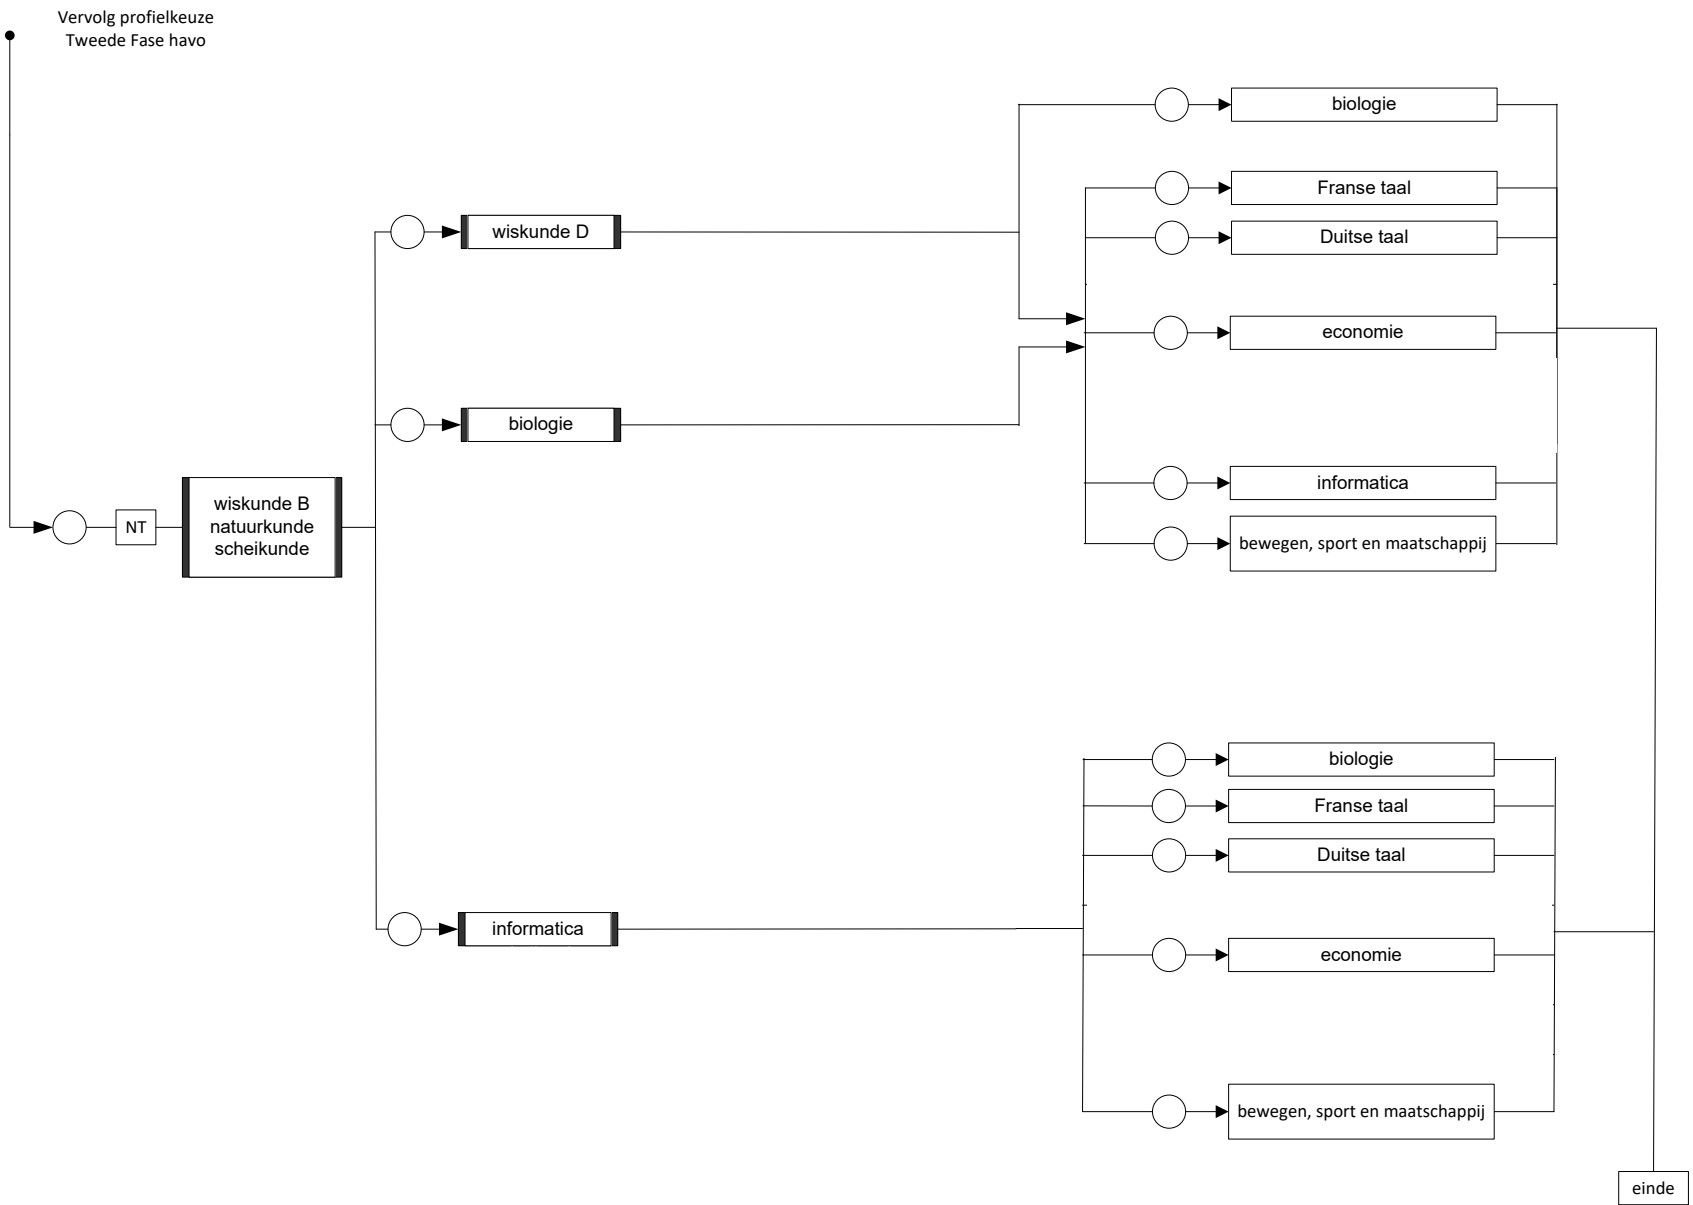 Vervolg profielkeuze
Tweede Fase havo
biologie
Franse taal
wiskunde D
Duitse taal
economie
biologie
informatica
NT
wiskunde B
natuurkunde
scheikunde
bewegen, sport en maatschappij
biologie
Franse taal
Duitse taal
informatica
economie
bewegen, sport en maatschappij
einde